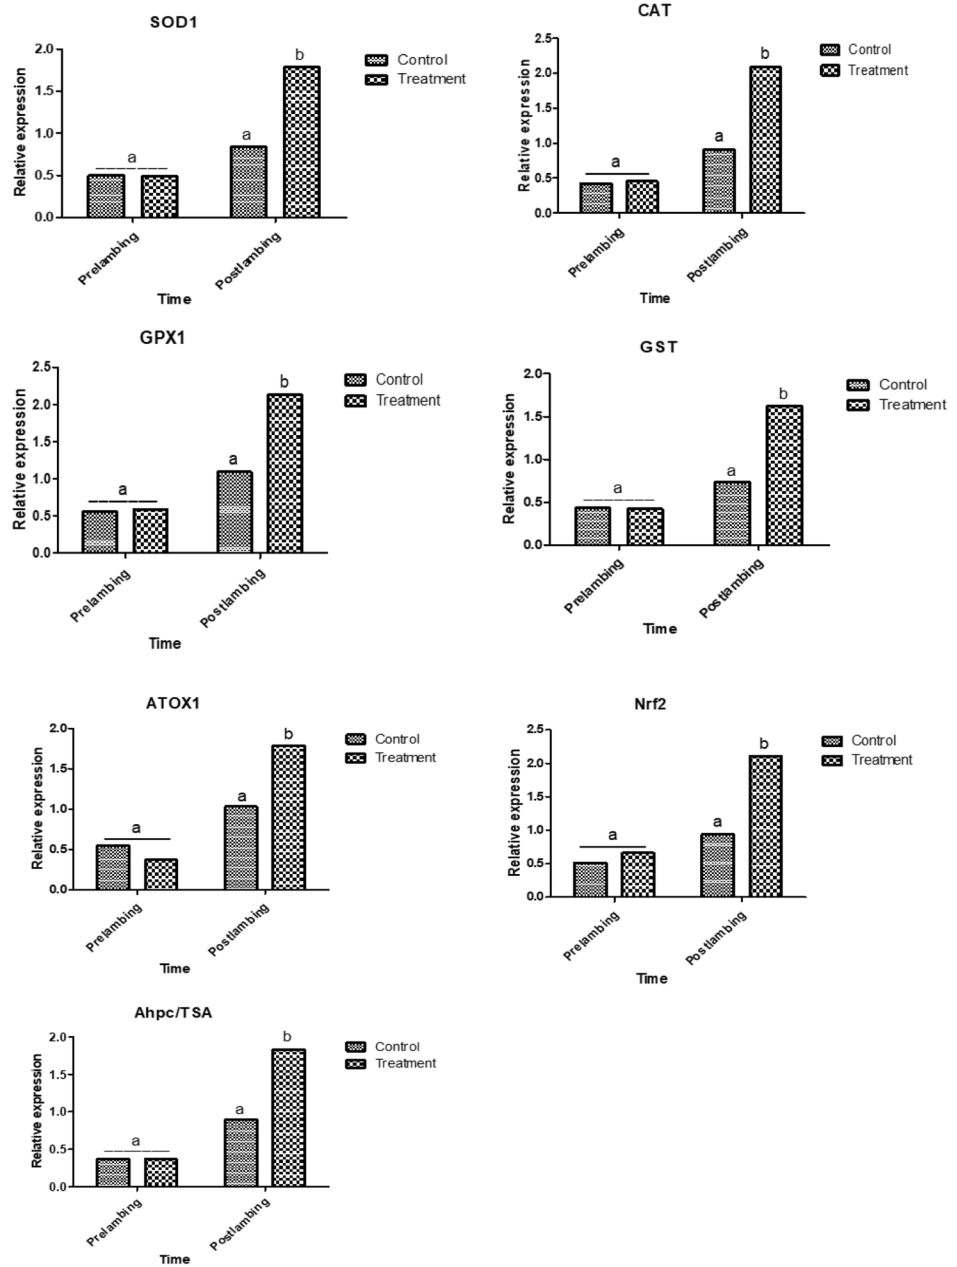 SOD1
Relative expression
2.0
1.5
1.0
0.5
0.0
a
a
b
Control
Treatment
Prelambing
Postlambing
Time
CAT
Relative expression
2.5
2.0
1.5
1.0
0.5
0.0
a
a
b
Control
Treatment
Prelambing
Postlambing
Time
GPX1
Relative expression
2.5
2.0
1.5
1.0
0.5
0.0
a
a
b
Control
Treatment
Prelambing
Postlambing
Time
GST
Relative expression
2.0
1.5
1.0
0.5
0.0
a
a
b
Control
Treatment
Prelambing
Postlambing
Time
ATOX1
Relative expression
2.0
1.5
1.0
0.5
0.0
a
a
b
Control
Treatment
Prelambing
Postlambing
Time
Nrf2
Relative expression
2.5
2.0
1.5
1.0
0.5
0.0
a
a
b
Control
Treatment
Prelambing
Postlambing
Time
Ahpc/TSA
Relative expression
2.0
1.5
1.0
0.5
0.0
a
a
b
Control
Treatment
Prelambing
Postlambing
Time